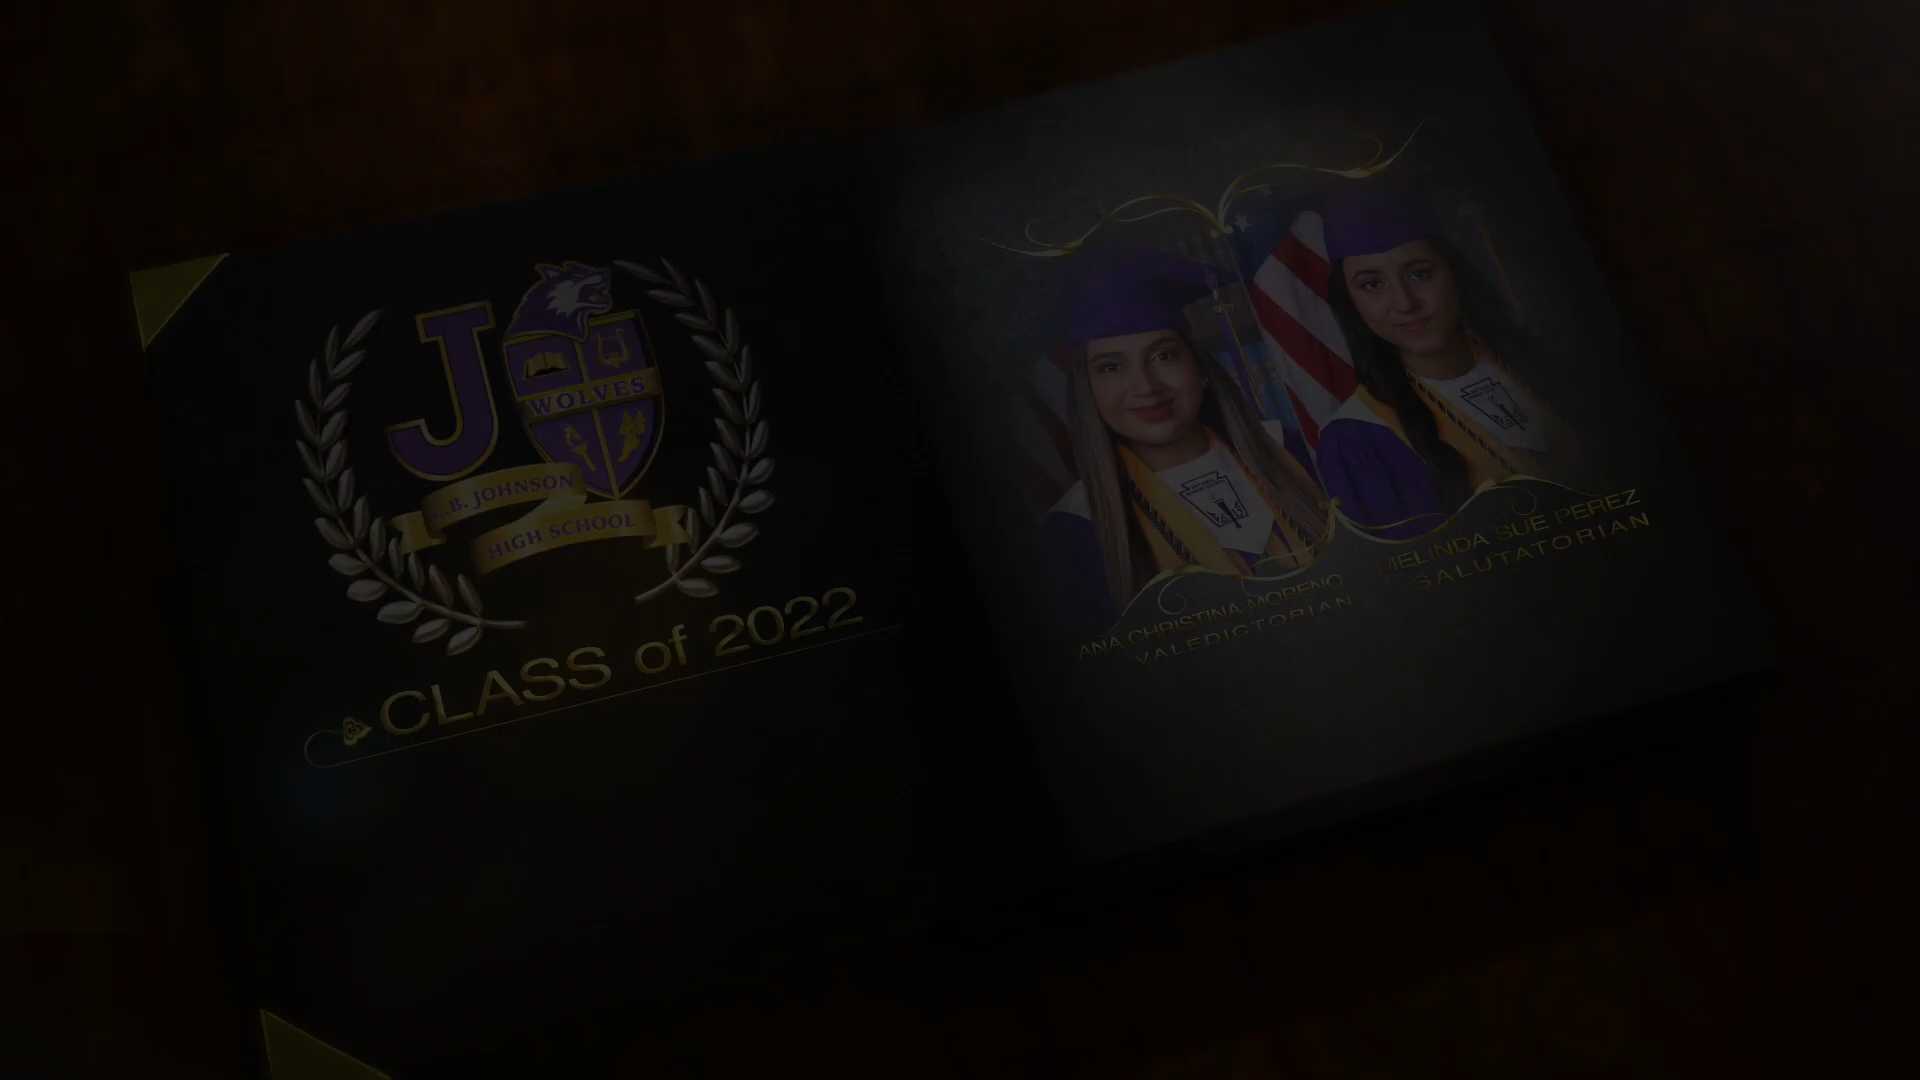 J
WOLVES
.B. JOHNSON
HIGH SCHOOL
CLASS of 2022
ANA CHRISTINA MORENO
VALEDICTORIAN
MELINDA SUE PEREZ
SALUTATORIAN